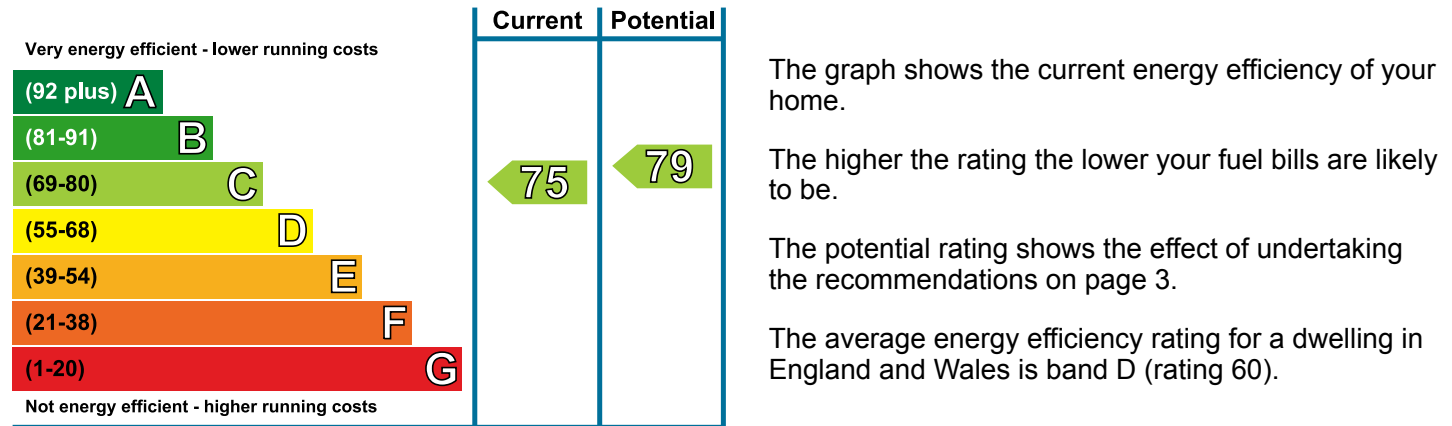 Current Potential
Very energy efficient - lower running costs
(92 plus) A
(81-91) B
(69-80) C
(55-68) D
(39-54) E
(21-38) F
(1-20) G
Not energy efficient - higher running costs
75
79
The graph shows the current energy efficiency of your
home.
The higher the rating the lower your fuel bills are likely
to be.
The potential rating shows the effect of undertaking
the recommendations on page 3.
The average energy efficiency rating for a dwelling in
England and Wales is band D (rating 60).